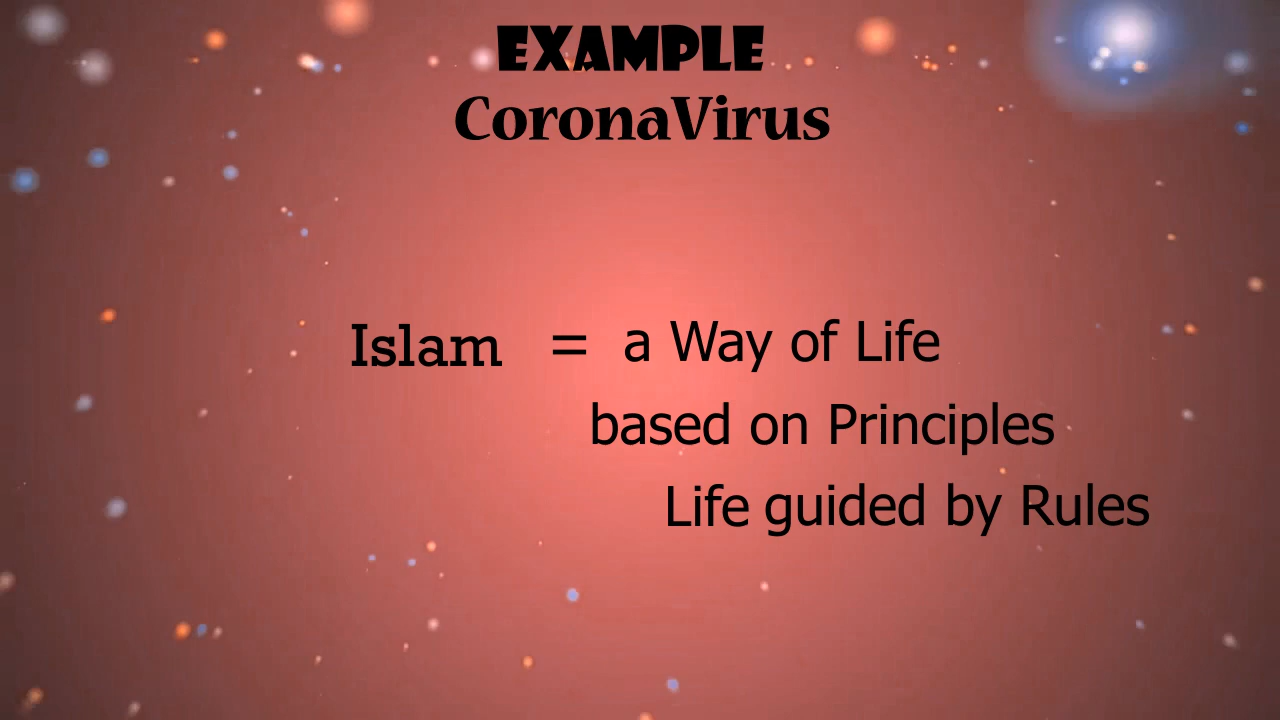 EXAMPLE
CoronaVirus
Islam = a Way of Life
based on Principles
Life guided by Rules